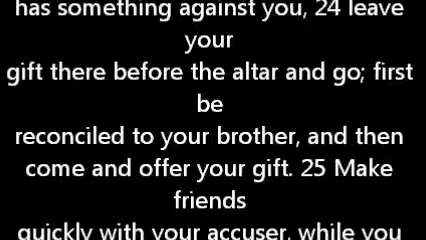 has something against you, 24 leave
your
gift there before the altar and go; first
be
reconciled to your brother, and then
come and offer your gift. 25 Make
friends
quickly with your accuser, while you